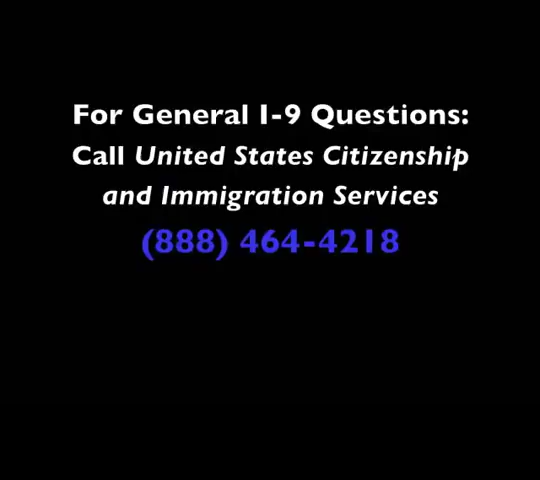 For General I-9 Questions:
Call United States Citizenship
and Immigration Services
(888) 464-4218